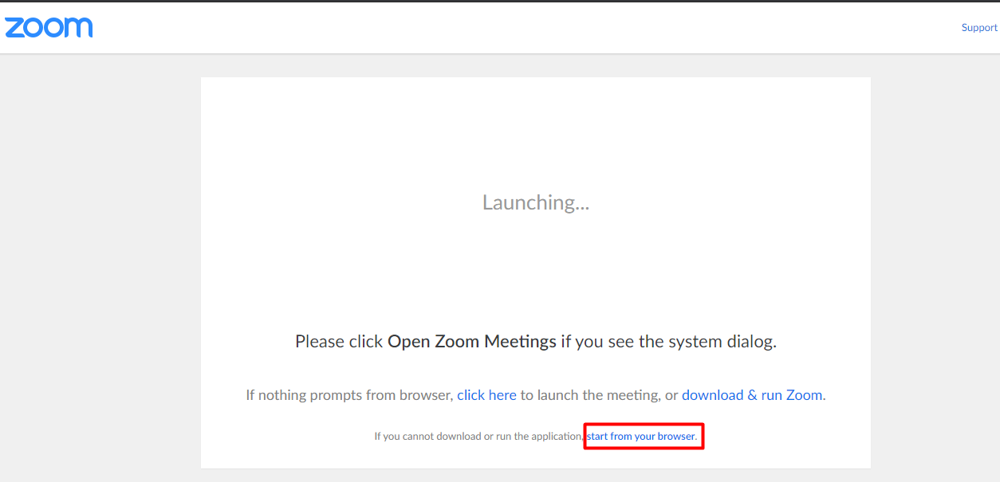 zoom
Support
Launching...
Please click Open Zoom Meetings if you see the system dialog.
If nothing prompts from browser, click here to launch the meeting, or download & run Zoom.
If you cannot download or run the application, start from your browser.